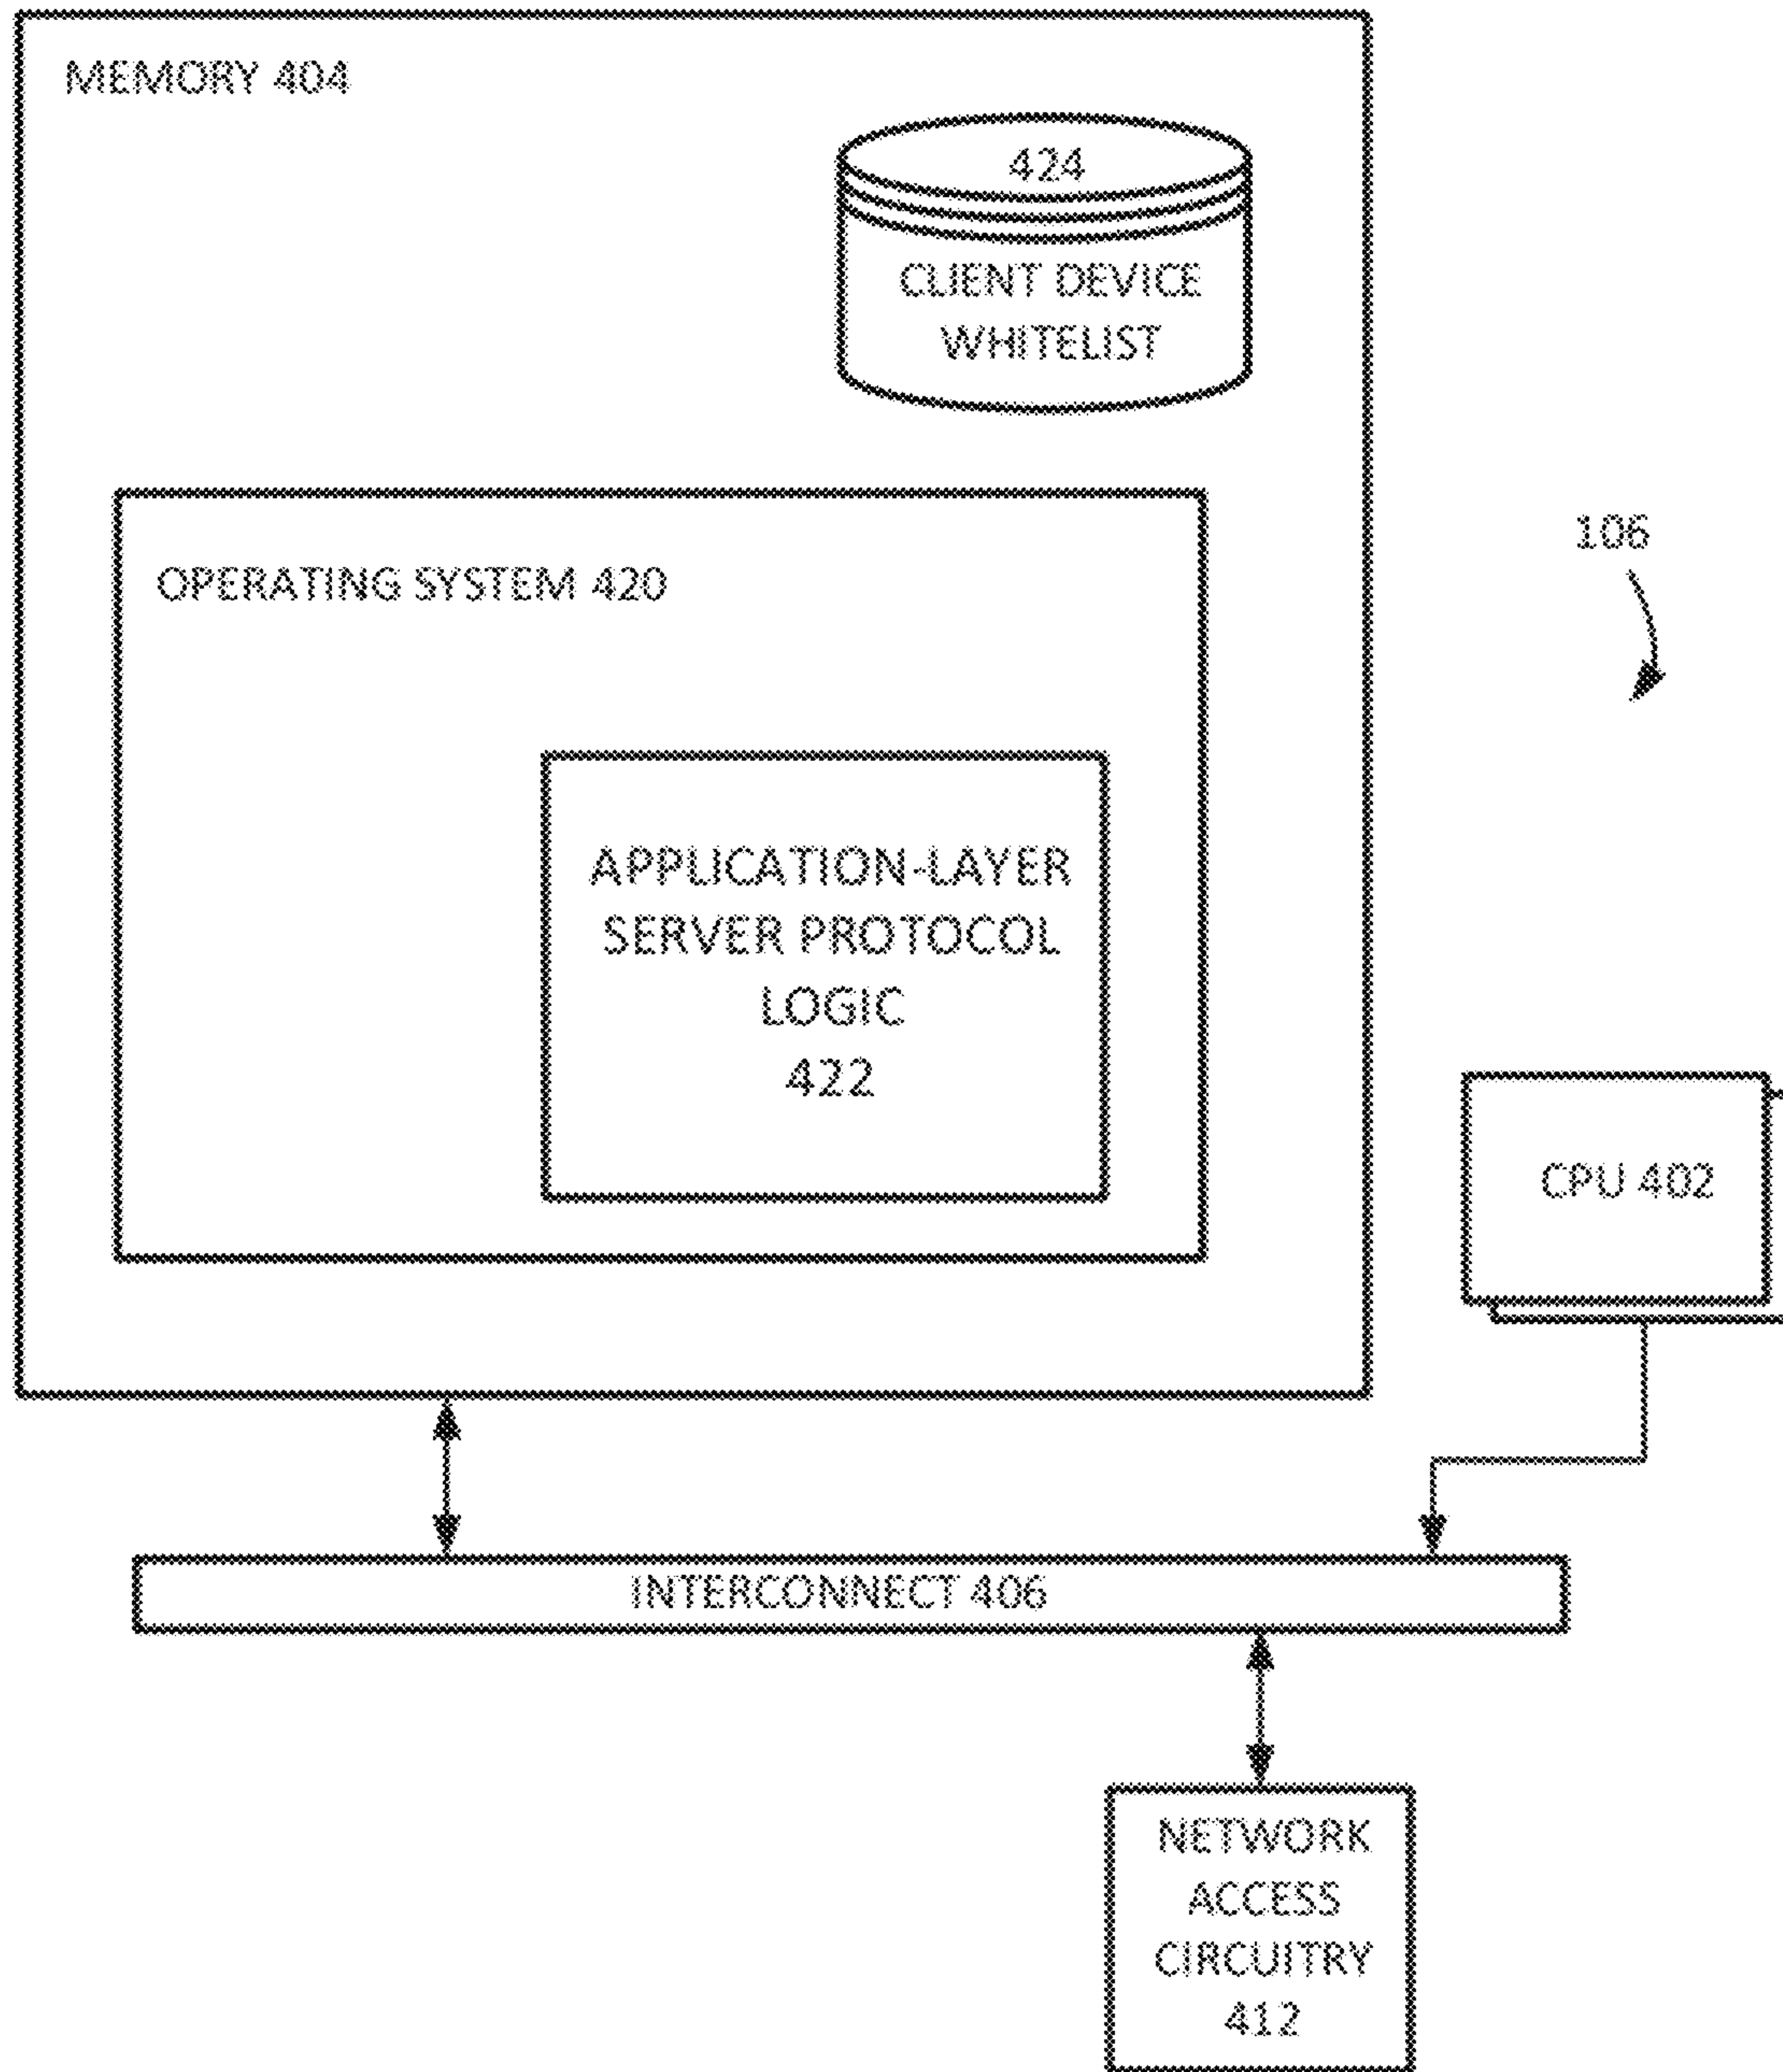 MEMORY 404
424
CLIENT DEVICE
WHITELIST
106
OPERATING SYSTEM 420
APPLICATION-LAYER
SERVER PROTOCOL
LOGIC
422
CPU 402
INTERCONNECT 406
NETWORK
ACCESS
CIRCUITRY
412